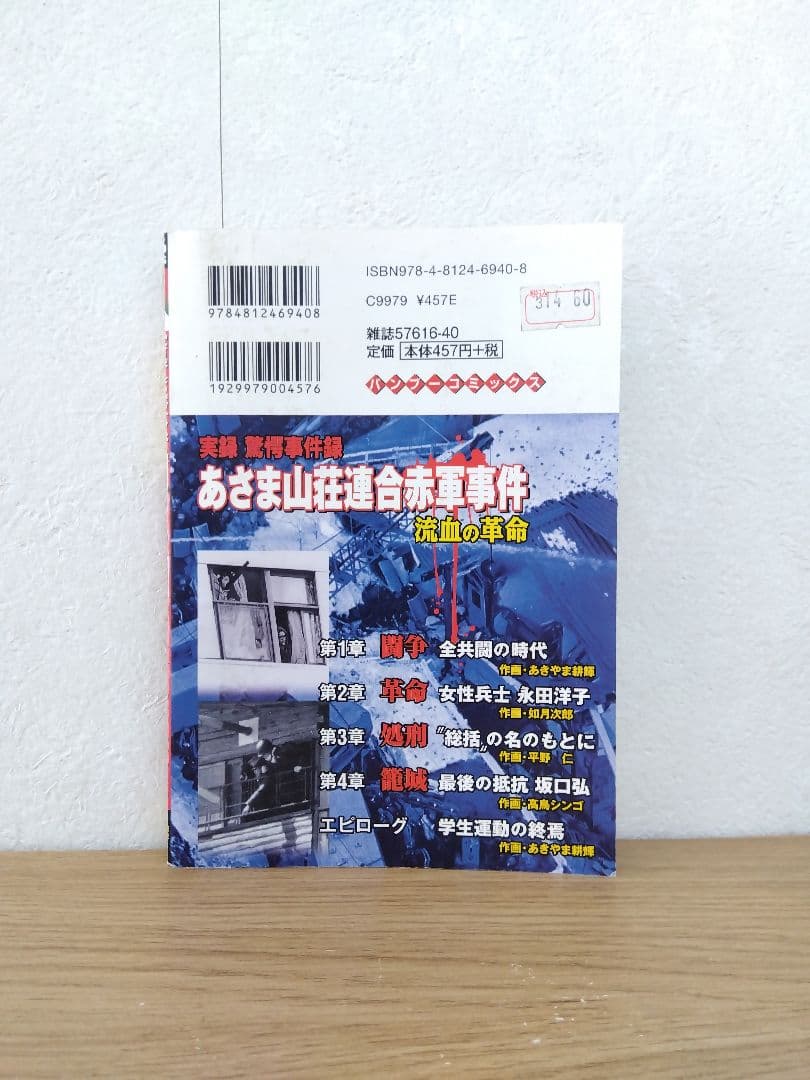 ISBN978-4-8124-6940-8
C9979 ¥457E
税込
314 60
9784812469408
雑誌57616-40
定価 本体457円+税
1929979004576
バンブーコミックス
実録 驚愕事件録
あさま山荘連合赤軍事件
流血の革命
第1章 闘争 全共闘の時代
作画・あきやま耕輝
第2章 革命 女性兵士 永田洋子
作画・如月次郎
第3章 処刑 〝総括〟の名のもとに
作画・平野 仁
第4章 籠城 最後の抵抗 坂口弘
作画・高鳥シンゴ
エピローグ 学生運動の終焉
作画・あきやま耕輝